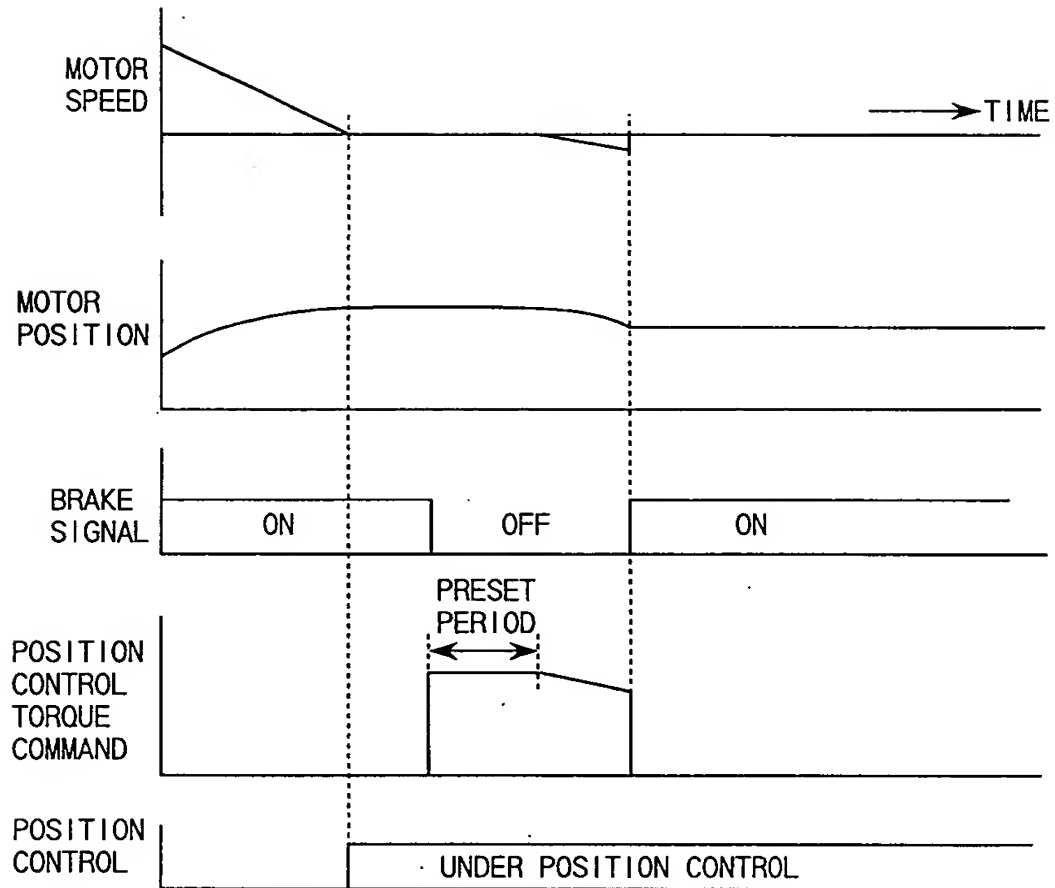 MOTOR
SPEED
TIME
MOTOR
POSITION
BRAKE
SIGNAL
ON
OFF
ON
PRESET
PERIOD
POSITION
CONTROL
TORQUE
COMMAND
POSITION
CONTROL
UNDER POSITION CONTROL